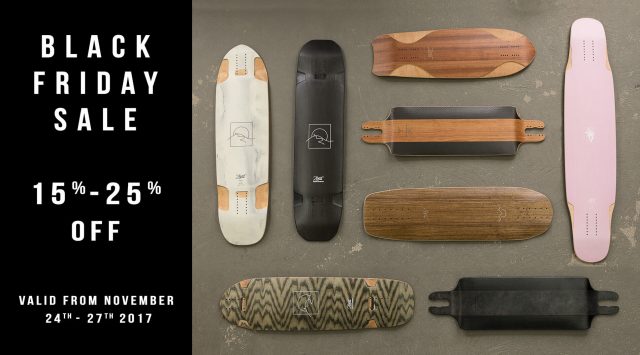 BLACK
FRIDAY
SALE
15%-25%
OFF
VALID FROM NOVEMBER
24TH - 27TH 2017